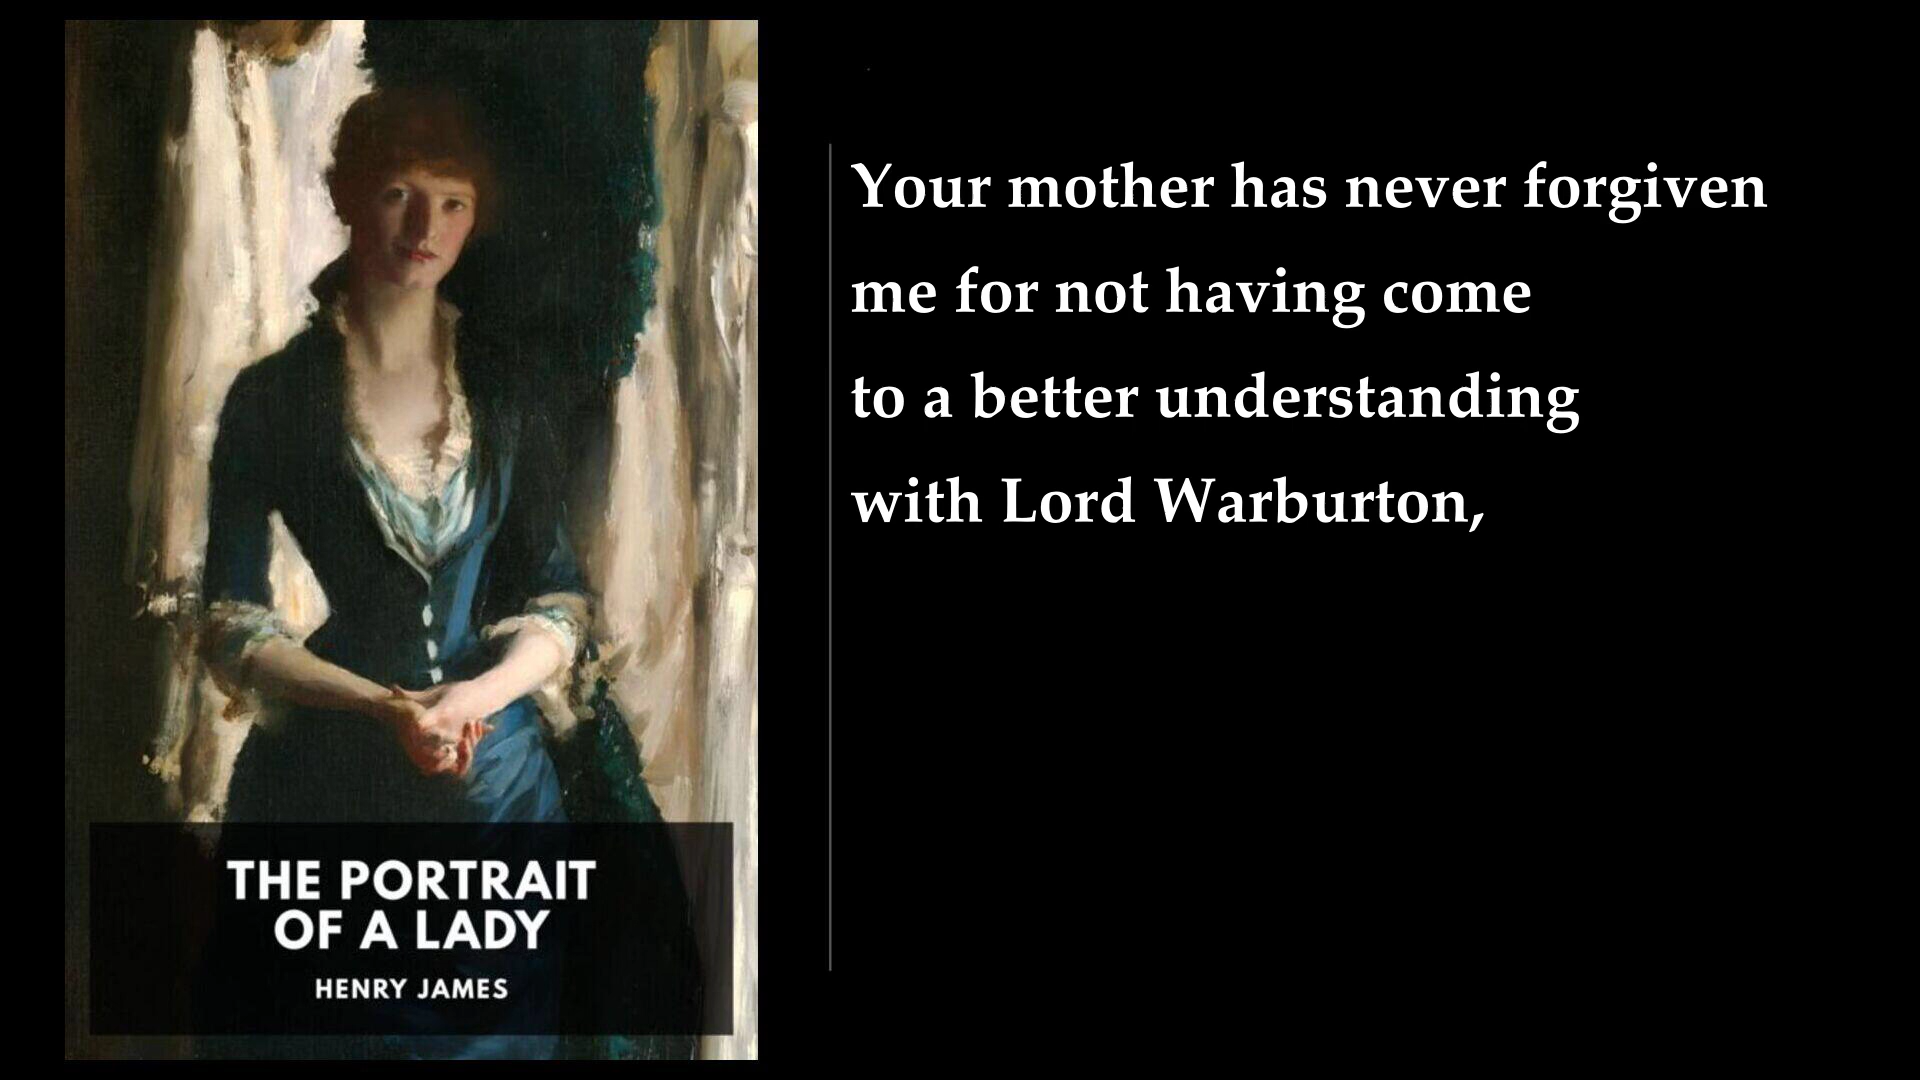 Your mother has never forgiven
me for not having come
to a better understanding
with Lord Warburton,
THE PORTRAIT
OF A LADY
HENRY JAMES